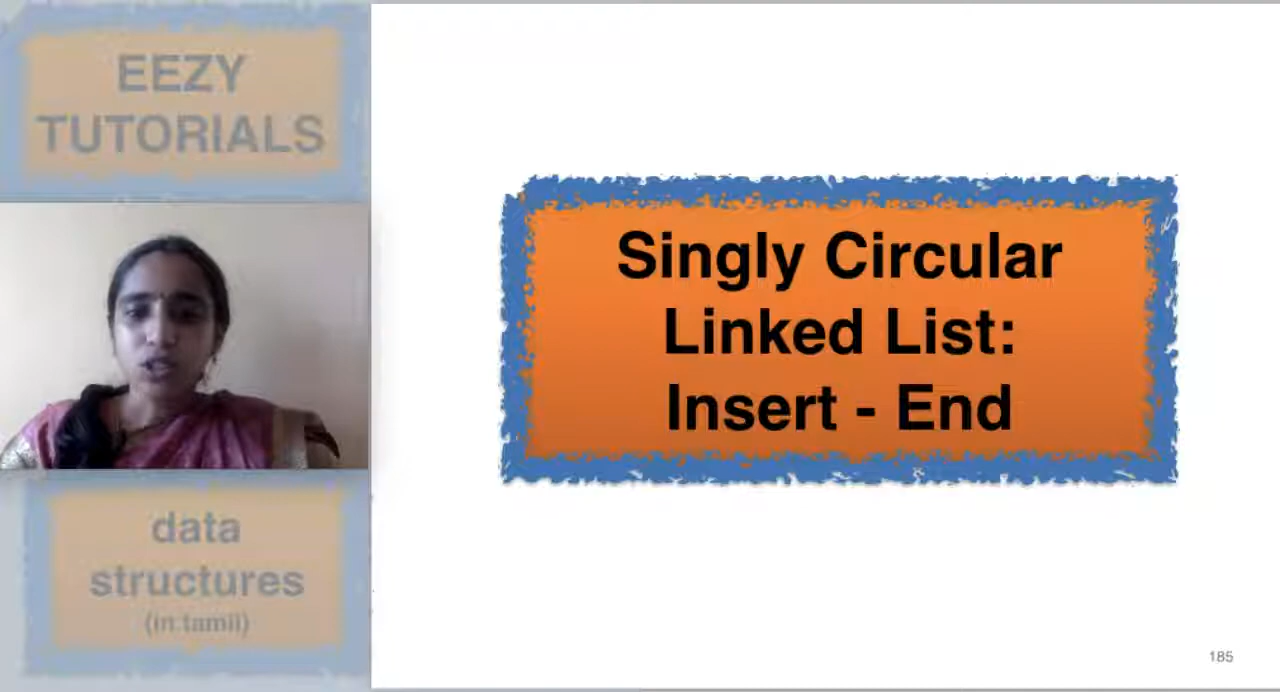 EEZY
TUTORIALS
Singly Circular
Linked List:
Insert - End
data
structures
(in tamil)
185